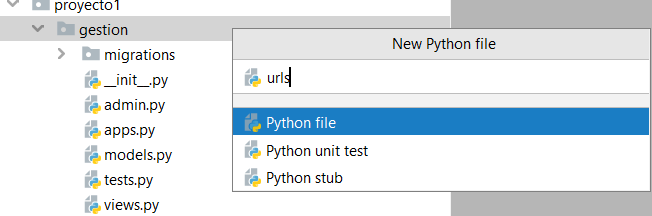 proyecto1
gestion
migrations
__init__.py
admin.py
apps.py
models.py
tests.py
views.py
New Python file
urls
Python file
Python unit test
Python stub